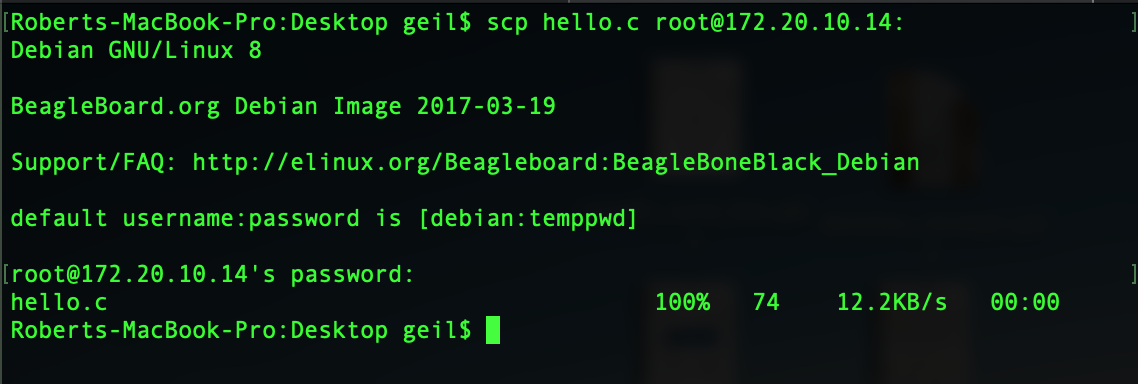 [Roberts-MacBook-Pro:Desktop geil$ scp hello.c root@172.20.10.14: ]
Debian GNU/Linux 8
BeagleBoard.org Debian Image 2017-03-19
Support/FAQ: http://elinux.org/Beagleboard:BeagleBoneBlack_Debian
default username:password is [debian:temppwd]
[root@172.20.10.14's password: ]
hello.c 100% 74 12.2KB/s 00:00
Roberts-MacBook-Pro:Desktop geil$